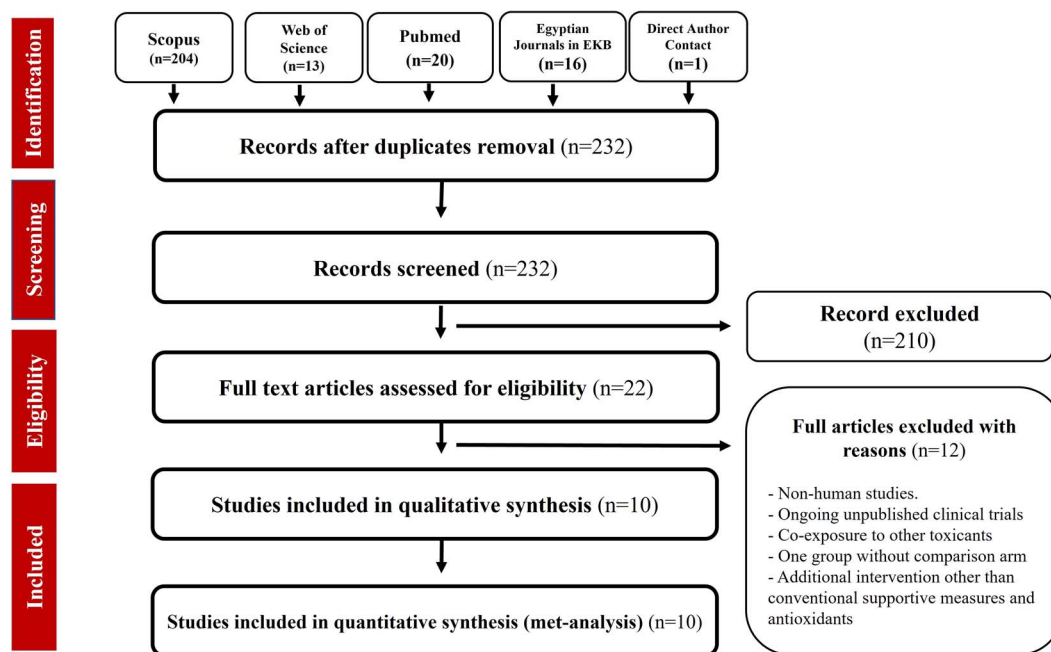 Identification
Scopus
(n=204)
Web of
Science
(n=13)
Pubmed
(n=20)
Egyptian
Journals in EKB
(n=16)
Direct Author
Contact
(n=1)
Records after duplicates removal (n=232)
Screening
Records screened (n=232)
Record excluded
(n=210)
Eligibility
Full text articles assessed for eligibility (n=22)
Full articles excluded with
reasons (n=12)
- Non-human studies.
- Ongoing unpublished clinical trials
- Co-exposure to other toxicants
- One group without comparison arm
- Additional intervention other than
conventional supportive measures and
antioxidants
Included
Studies included in qualitative synthesis (n=10)
Studies included in quantitative synthesis (met-analysis) (n=10)